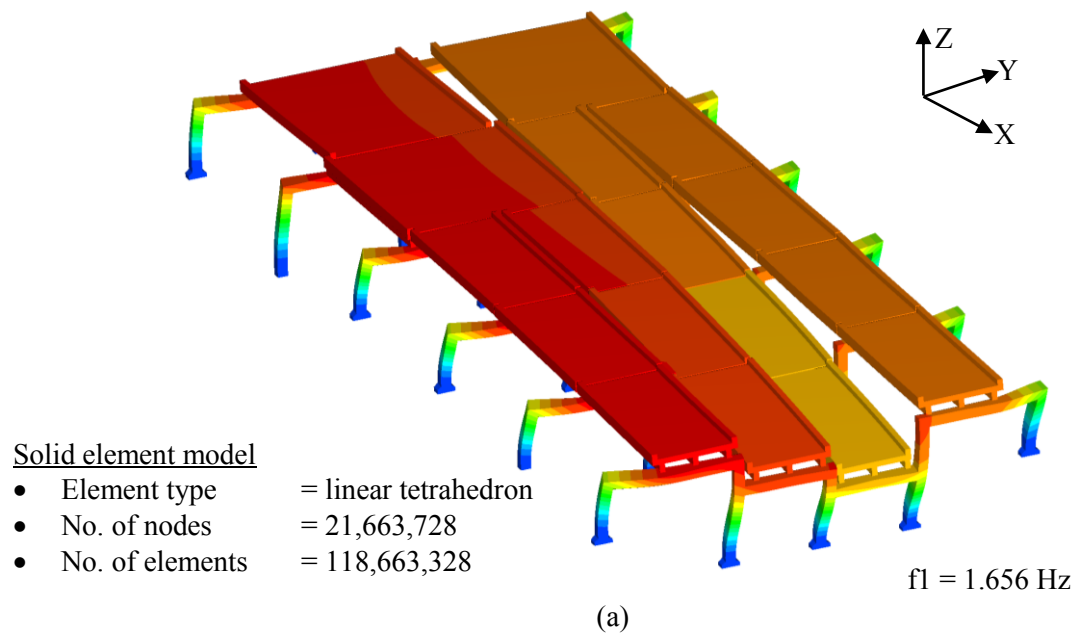 Z
Y
X
Solid element model
• Element type = linear tetrahedron
• No. of nodes = 21,663,728
• No. of elements = 118,663,328
f1 = 1.656 Hz
(a)